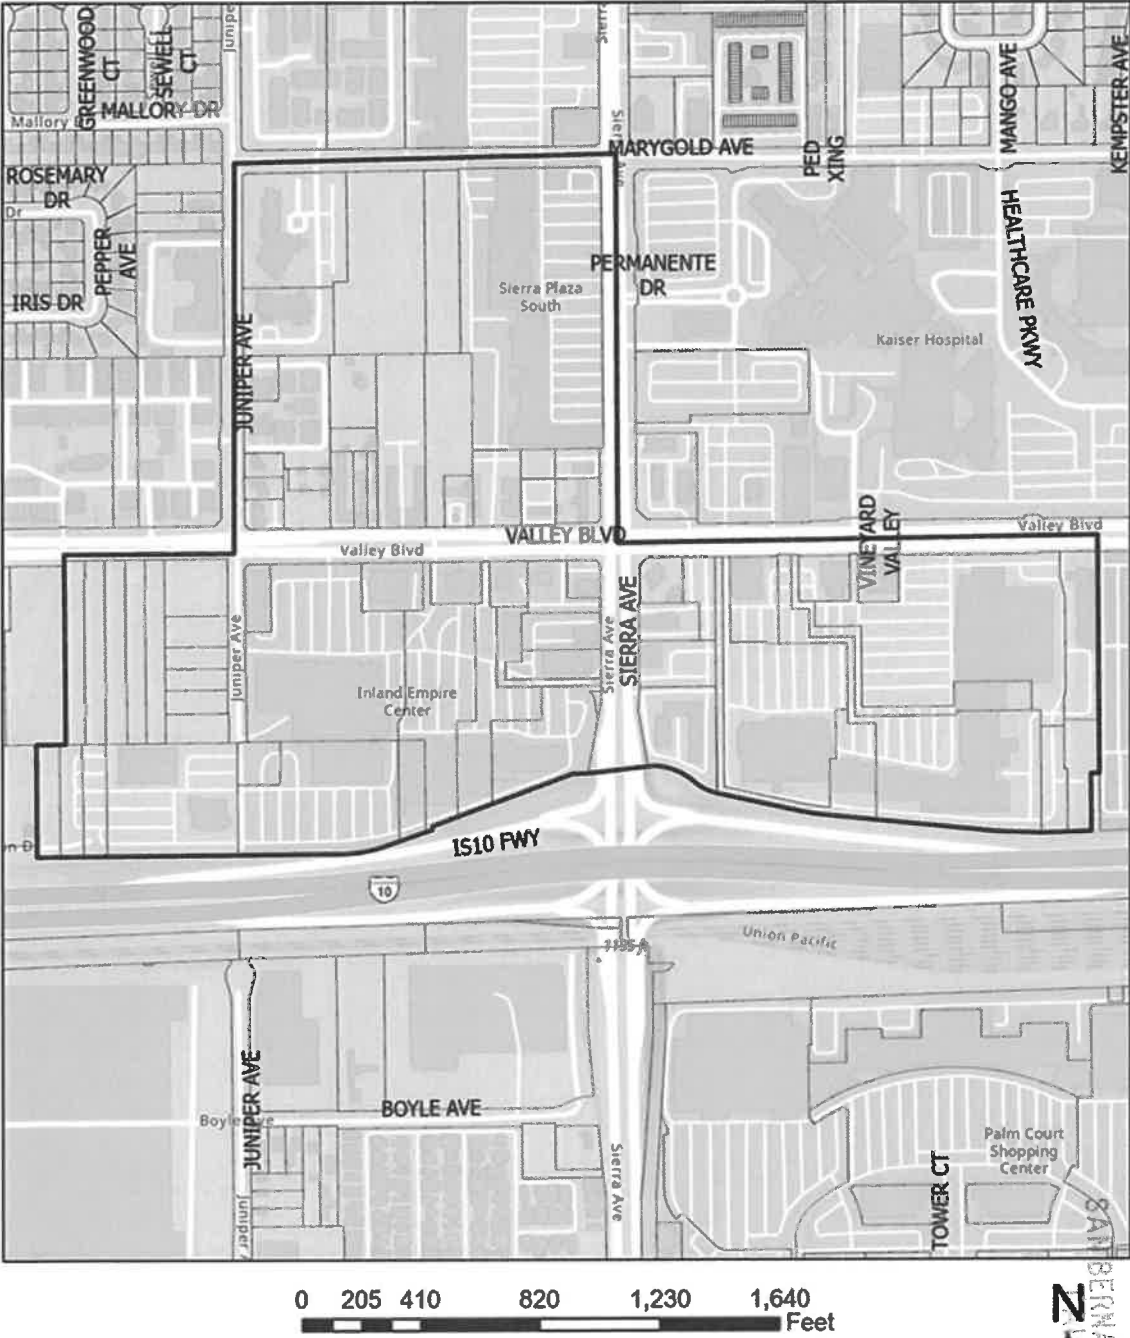 GREENWOOD
CT
SEWELL
CT
Junipe
Sierra
MANGO AVE
KEMPSTER AVE
MALLORY DR
Mallory
Sier
MARYGOLD AVE
Ave
PED
XING
ROSEMARY
DR
Dr
PEPPER
AVE
IRIS DR
JUNIPER AVE
Sierra Plaza
South
PERMANENTE
DR
Kaiser Hospital
HEALTHCARE PKWY
VALLEY BLVD
Valley Blvd
Valley Blvd
VINEYARD
VALLEY
Juniper Ave
Sierra Ave
SIERRA AVE
Inland Empire
Center
IS10 FWY
10
Union Pacific
JUNIPER AVE
BOYLE AVE
Boyle Ave
Juniper
Sierra Ave
Palm Court
Shopping
Center
TOWER CT
0 205 410 820 1,230 1,640
Feet
N